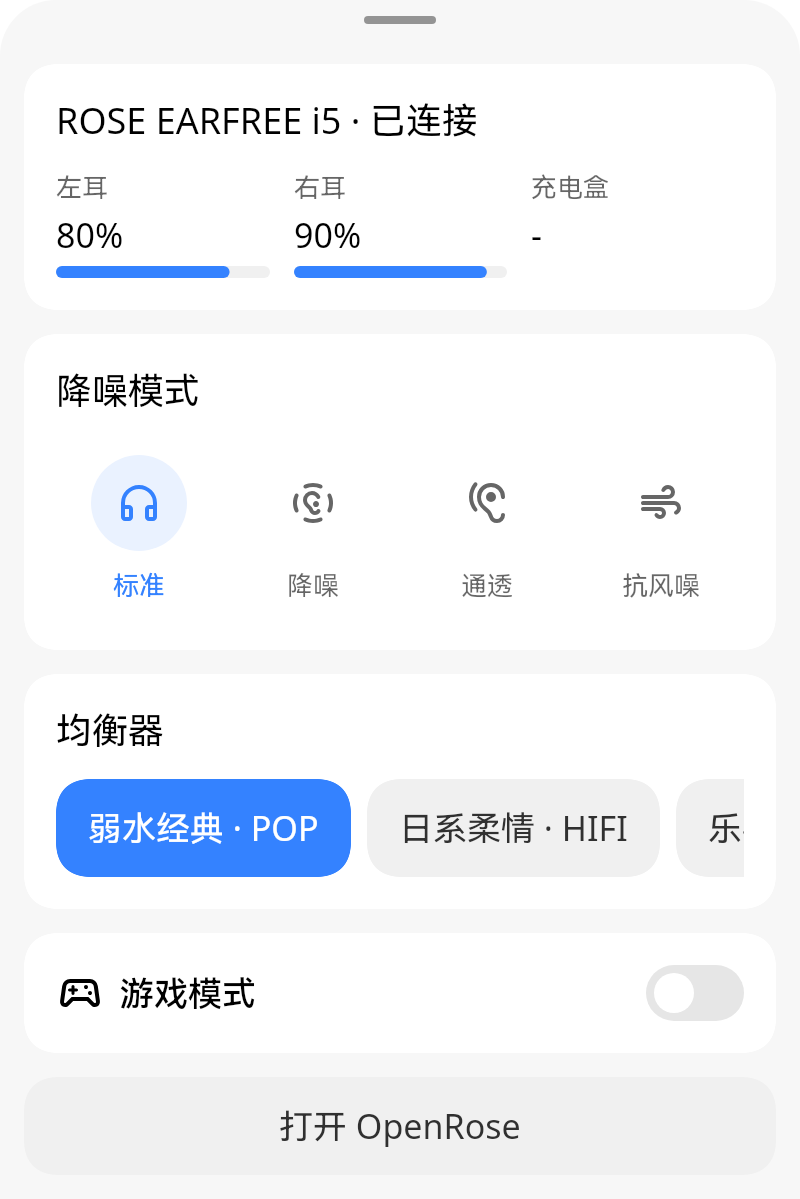 ROSE EARFREE i5 · 已连接
左耳 右耳 充电盒
80% 90% -
降噪模式
标准 降噪 通透 抗风噪
均衡器
弱水经典 · POP 日系柔情 · HIFI 乐
游戏模式
打开 OpenRose